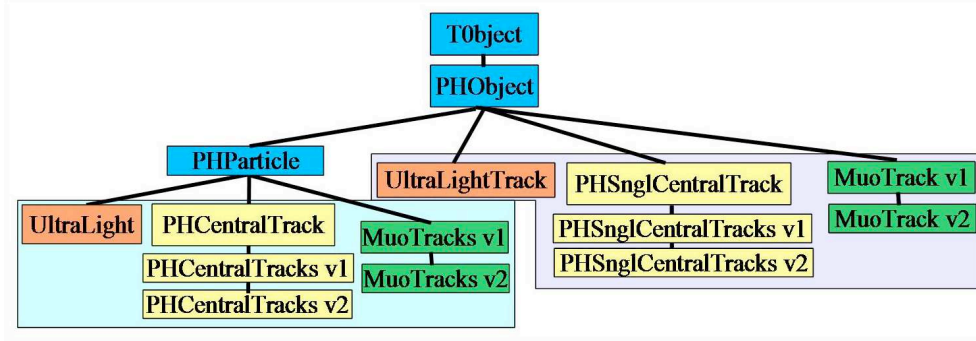 T0bject
PHObject
PHParticle
UltraLightTrack
PHSnglCentralTrack
MuoTrack v1
MuoTrack v2
PHSnglCentralTracks v1
PHSnglCentralTracks v2
UltraLight
PHCentralTrack
MuoTracks v1
PHCentralTracks v1
MuoTracks v2
PHCentralTracks v2